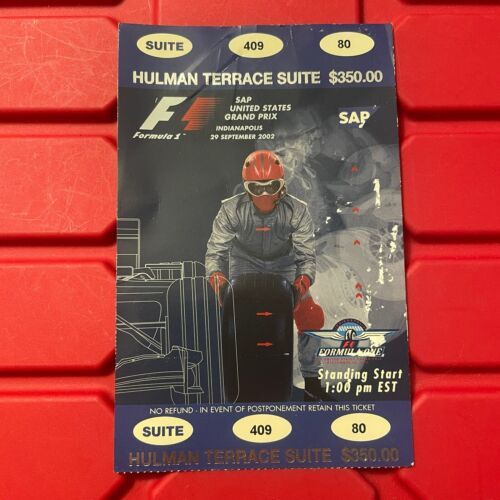 SUITE 409 80
HULMAN TERRACE SUITE $350.00
F1
Formula 1
SAP
UNITED STATES
GRAND PRIX
INDIANAPOLIS
29 SEPTEMBER 2002
SAP
FORMULA ONE
Standing Start
1:00 pm EST
NO REFUND - IN EVENT OF POSTPONEMENT RETAIN THIS TICKET
SUITE 409 80
HULMAN TERRACE SUITE $350.00